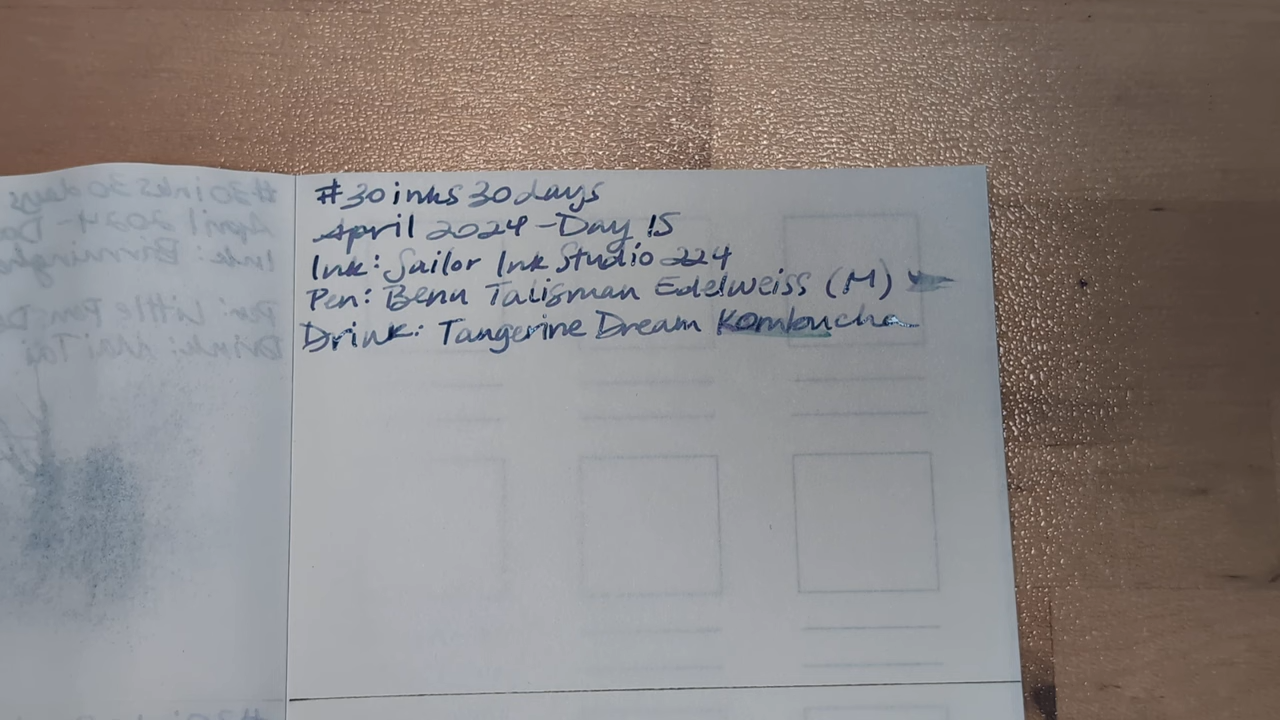 #30inks30days
April 2024 - Day 15
Ink: Sailor Ink Studio 224
Pen: Benu Talisman Edelweiss (M)
Drink: Tangerine Dream Kombucha